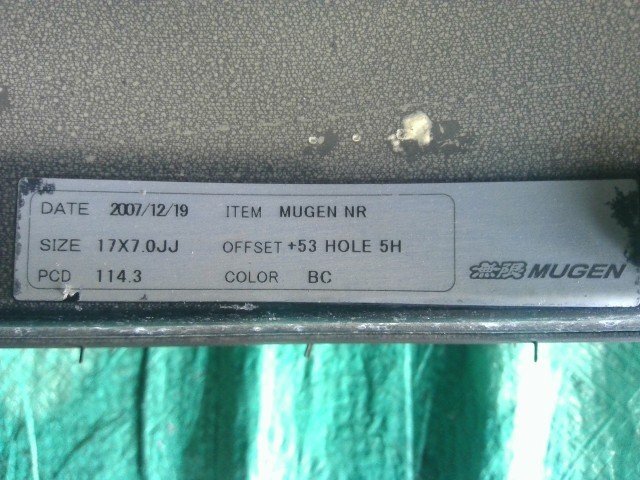 DATE 2007/12/19 ITEM MUGEN NR
SIZE 17X7.0JJ OFFSET +53 HOLE 5H
PCD 114.3 COLOR BC
無限 MUGEN